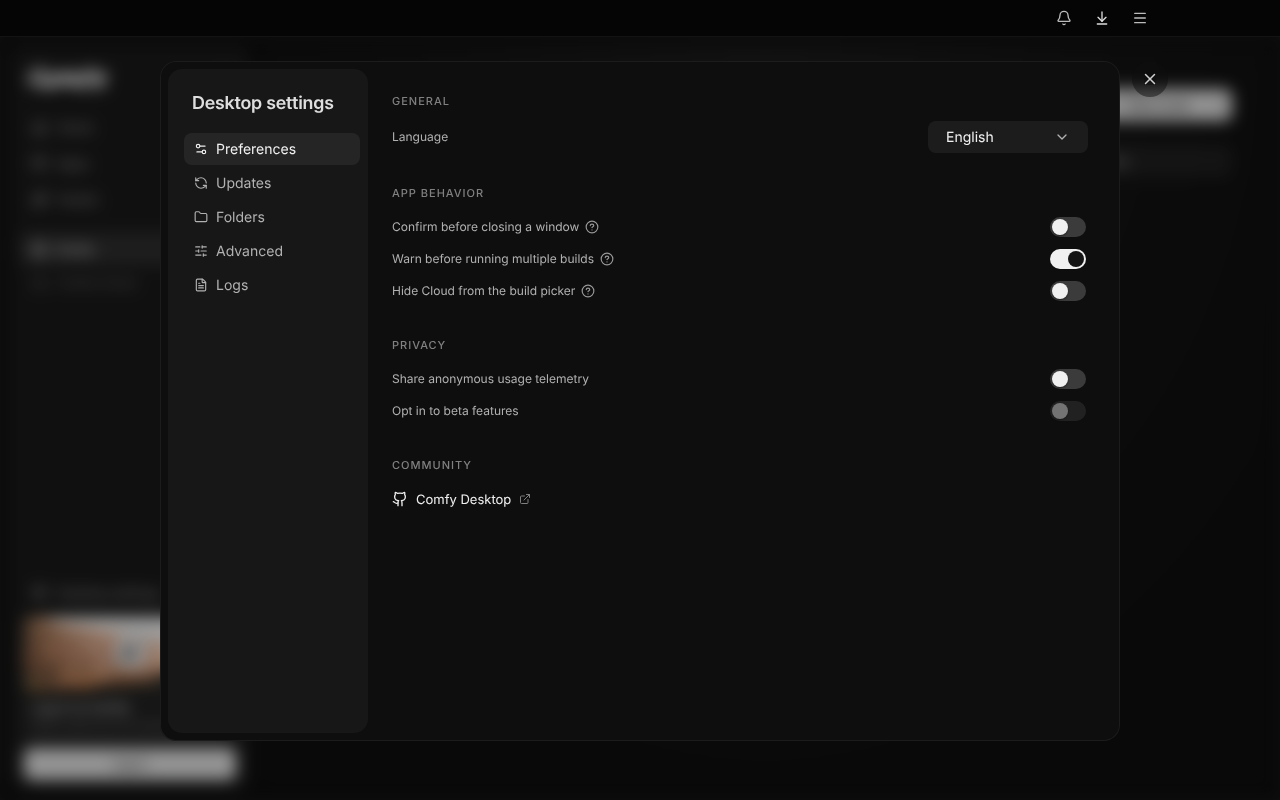 Desktop settings
Preferences
Updates
Folders
Advanced
Logs
GENERAL
Language
English
APP BEHAVIOR
Confirm before closing a window
Warn before running multiple builds
Hide Cloud from the build picker
PRIVACY
Share anonymous usage telemetry
Opt in to beta features
COMMUNITY
Comfy Desktop